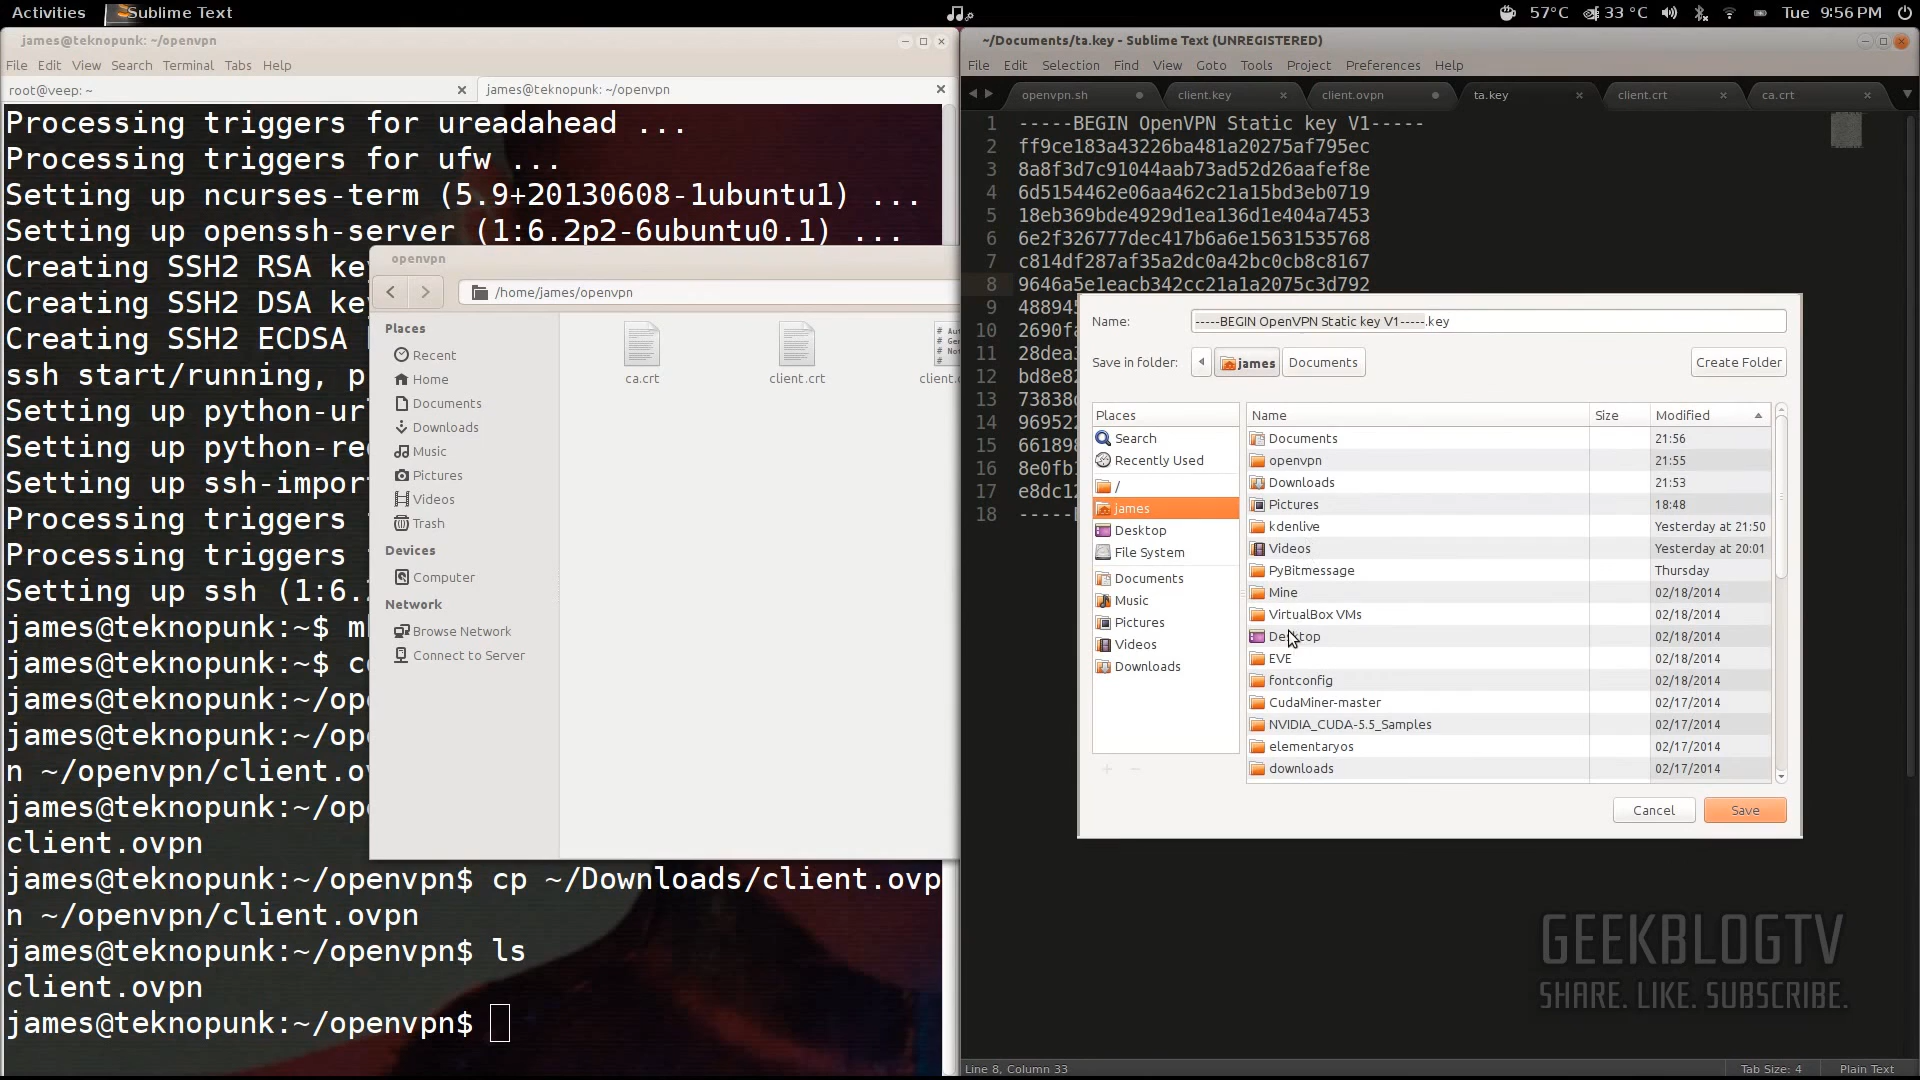 Activities
Sublime Text
57°C
33 °C
Tue
9:56 PM
james@teknopunk: ~/openvpn
File Edit View Search Terminal Tabs Help
root@veep: ~
james@teknopunk: ~/openvpn
Processing triggers for ureadahead ...
Processing triggers for ufw ...
Setting up ncurses-term (5.9+20130608-1ubuntu1) ...
Setting up openssh-server (1:6.2p2-6ubuntu0.1) ...
Creating SSH2 RSA
Creating SSH2 DSA
Creating SSH2 ECDSA
ssh start/running,
Setting up
Setting up
Setting up
Processing triggers
Processing triggers
Setting up ssh (1:6.
james@teknopunk:~$
james@teknopunk:~$
james@teknopunk:~/op
james@teknopunk:~/op
n ~/openvpn/client.ov
james@teknopunk:~/op
client.ovpn
james@teknopunk:~/openvpn$ cp ~/Downloads/client.ovp
n ~/openvpn/client.ovpn
james@teknopunk:~/openvpn$ ls
client.ovpn
james@teknopunk:~/openvpn$
openvpn
/home/james/openvpn
Places
Recent
Home
Documents
Downloads
Music
Pictures
Videos
Trash
Devices
Computer
Network
Browse Network
Connect to Server
ca.crt
client.crt
~/Documents/ta.key - Sublime Text (UNREGISTERED)
File Edit Selection Find View Goto Tools Project Preferences Help
openvpn.sh
client.key
client.ovpn
ta.key
client.crt
ca.crt
1 -----BEGIN OpenVPN Static key V1-----
2 ff9ce183a43226ba481a20275af795ec
3 8a8f3d7c91044aab73ad52d26aafef8e
4 6d5154462e06aa462c21a15bd3eb0719
5 18eb369bde4929d1ea136d1e404a7453
6 6e2f326777dec417b6a6e15631535768
7 c814df287af35a2dc0a42bc0cb8c8167
8 9646a5e1eacb342cc21a1a2075c3d792
9 48894
10 2690f
11 28dea
12 bd8e8
13 73838
14 96952
15 66189
16 8e0fb
17 e8dc1
18 -----
Name: -----BEGIN OpenVPN Static key V1-----.key
Save in folder: james Documents Create Folder
Places
Search
Recently Used
/
james
Desktop
File System
Documents
Music
Pictures
Videos
Downloads
Name Size Modified
Documents 21:56
openvpn 21:55
Downloads 21:53
Pictures 18:48
kdenlive Yesterday at 21:50
Videos Yesterday at 20:01
PyBitmessage Thursday
Mine 02/18/2014
VirtualBox VMs 02/18/2014
Desktop 02/18/2014
EVE 02/18/2014
fontconfig 02/18/2014
CudaMiner-master 02/17/2014
NVIDIA_CUDA-5.5_Samples 02/17/2014
elementaryos 02/17/2014
downloads 02/17/2014
Cancel Save
GEEKBLOGTV
SHARE. LIKE. SUBSCRIBE.
Line 8, Column 33
Tab Size: 4
Plain Text